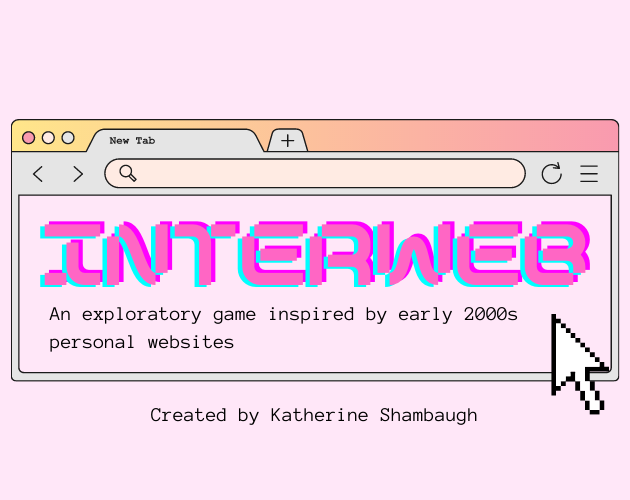 New Tab
INTERWEB
An exploratory game inspired by early 2000s
personal websites
Created by Katherine Shambaugh